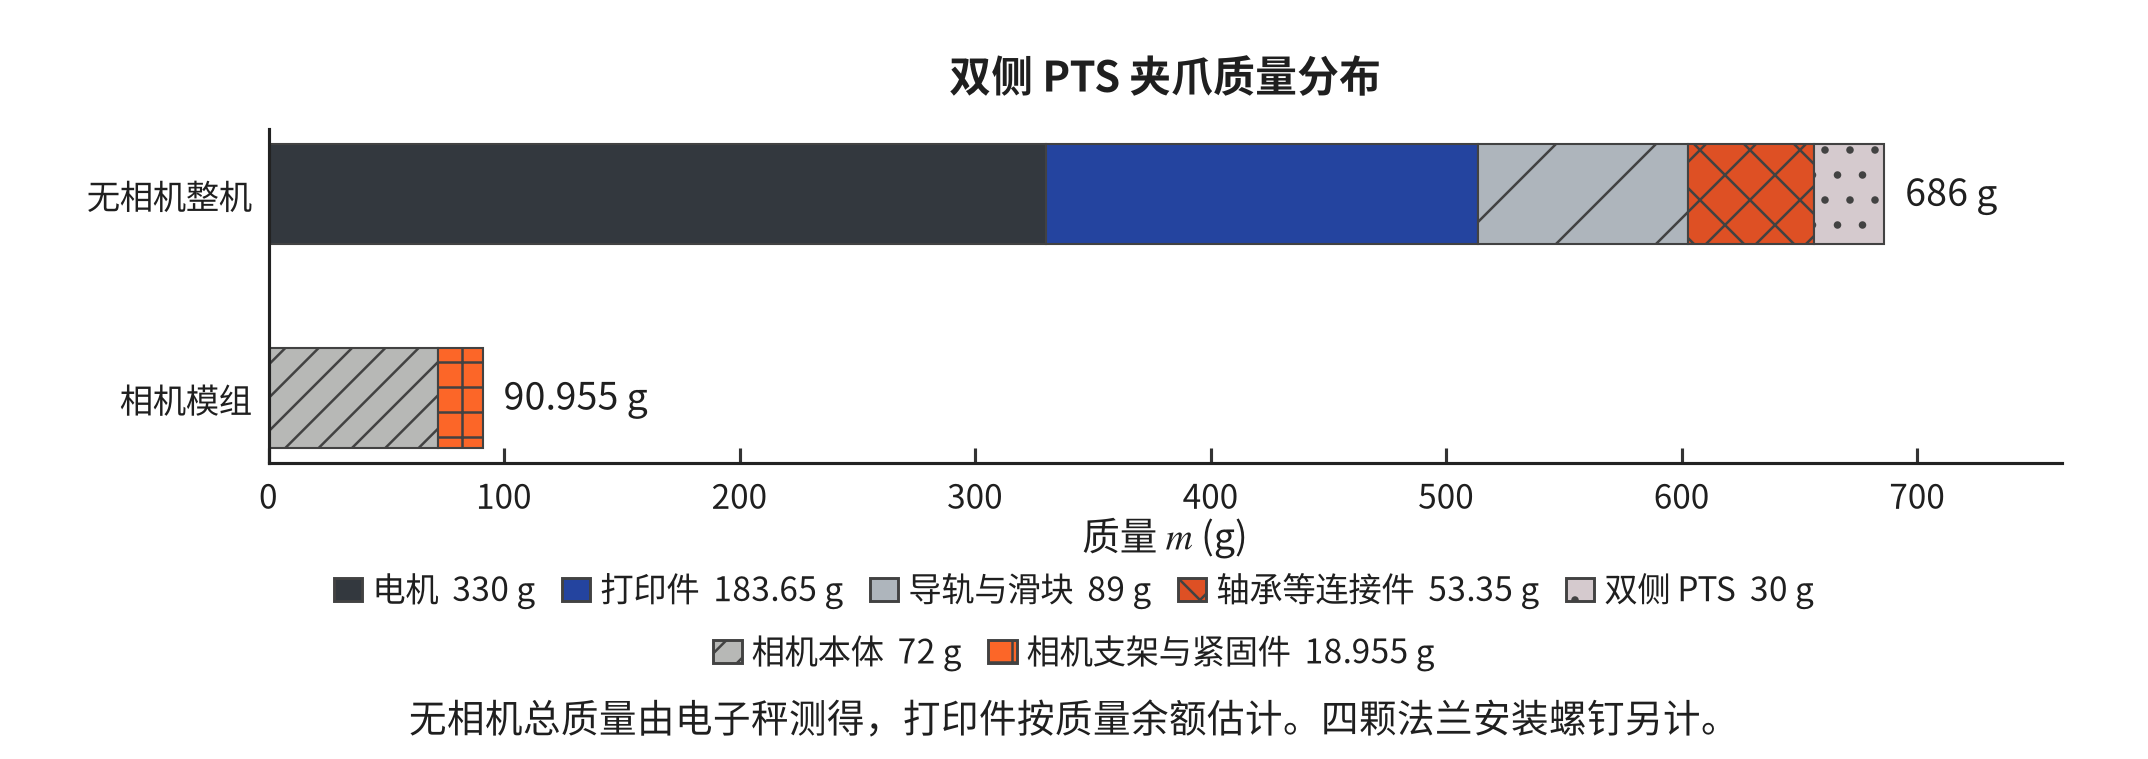 双侧 PTS 夹爪质量分布
无相机整机
686 g
相机模组
90.955 g
0 100 200 300 400 500 600 700
质量 m (g)
电机 330 g 打印件 183.65 g 导轨与滑块 89 g 轴承等连接件 53.35 g 双侧 PTS 30 g
相机本体 72 g 相机支架与紧固件 18.955 g
无相机总质量由电子秤测得，打印件按质量余额估计。四颗法兰安装螺钉另计。